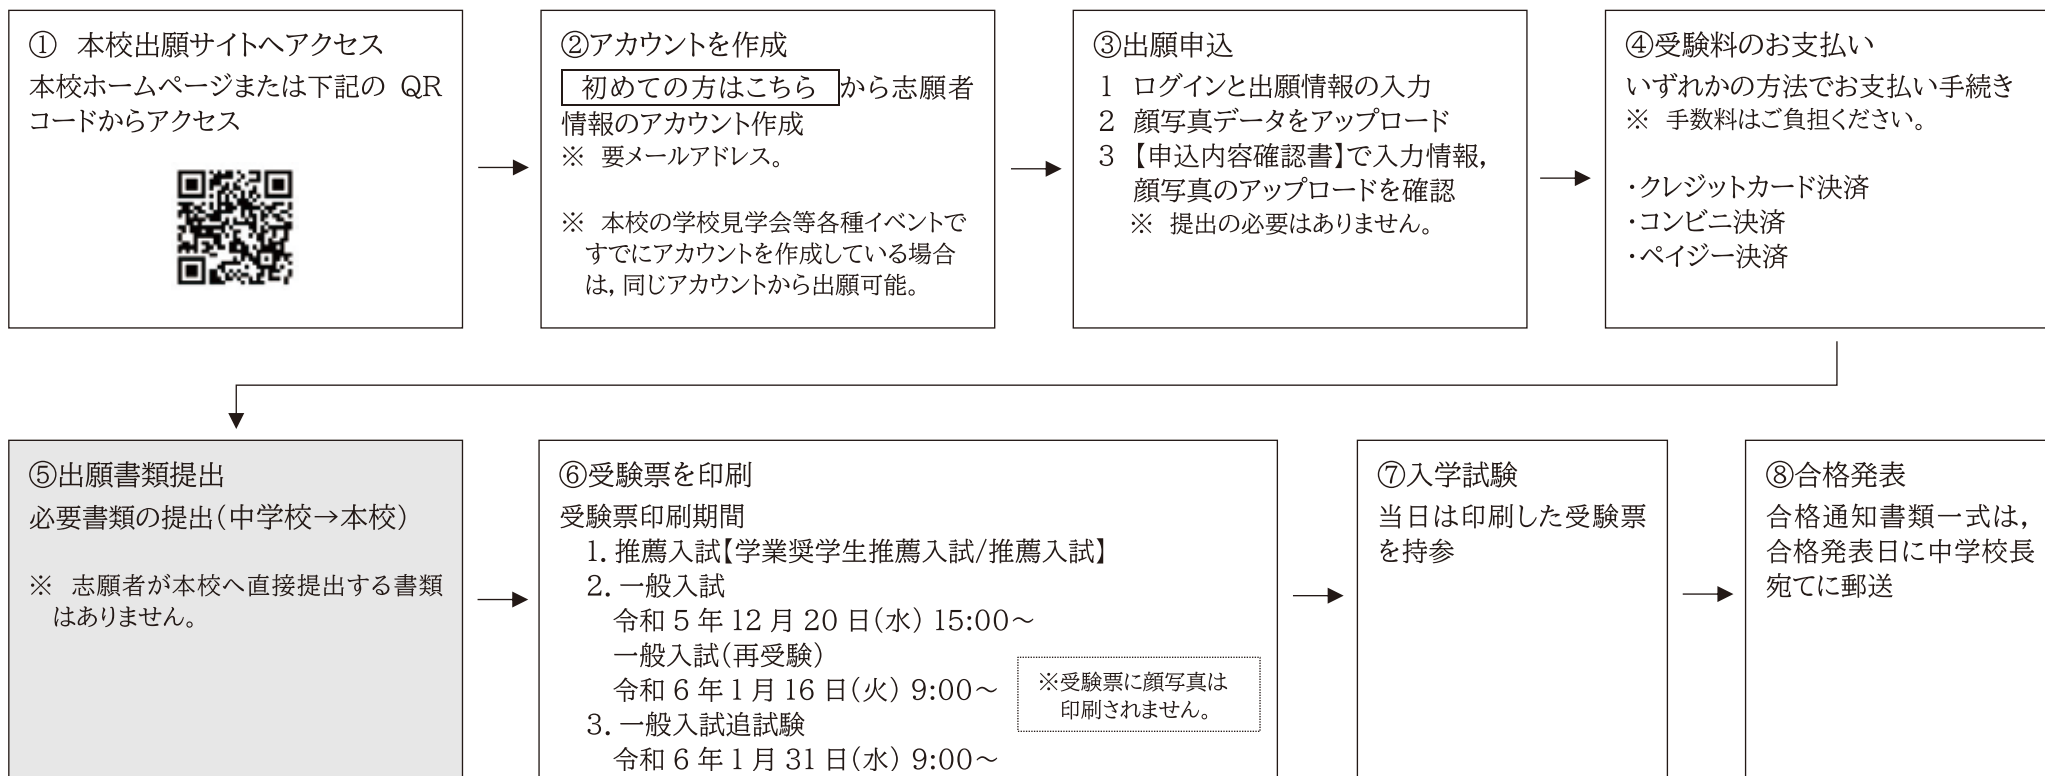 ① 本校出願サイトへアクセス
本校ホームページまたは下記の QR
コードからアクセス
②アカウントを作成
初めての方はこちら から志願者
情報のアカウント作成
※ 要メールアドレス。
※ 本校の学校見学会等各種イベントで
すでにアカウントを作成している場合
は，同じアカウントから出願可能。
③出願申込
1 ログインと出願情報の入力
2 顔写真データをアップロード
3 【申込内容確認書】で入力情報，
顔写真のアップロードを確認
※ 提出の必要はありません。
④受験料のお支払い
いずれかの方法でお支払い手続き
※ 手数料はご負担ください。
・クレジットカード決済
・コンビニ決済
・ペイジー決済
⑤出願書類提出
必要書類の提出（中学校→本校）
※ 志願者が本校へ直接提出する書類
はありません。
⑥受験票を印刷
受験票印刷期間
1．推薦入試【学業奨学生推薦入試/推薦入試】
2．一般入試
令和 5 年 12 月 20 日（水） 15:00～
一般入試（再受験）
令和 6 年 1 月 16 日（火） 9:00～
3．一般入試追試験
令和 6 年 1 月 31 日（水） 9:00～
※受験票に顔写真は
印刷されません。
⑦入学試験
当日は印刷した受験票
を持参
⑧合格発表
合格通知書類一式は，
合格発表日に中学校長
宛てに郵送